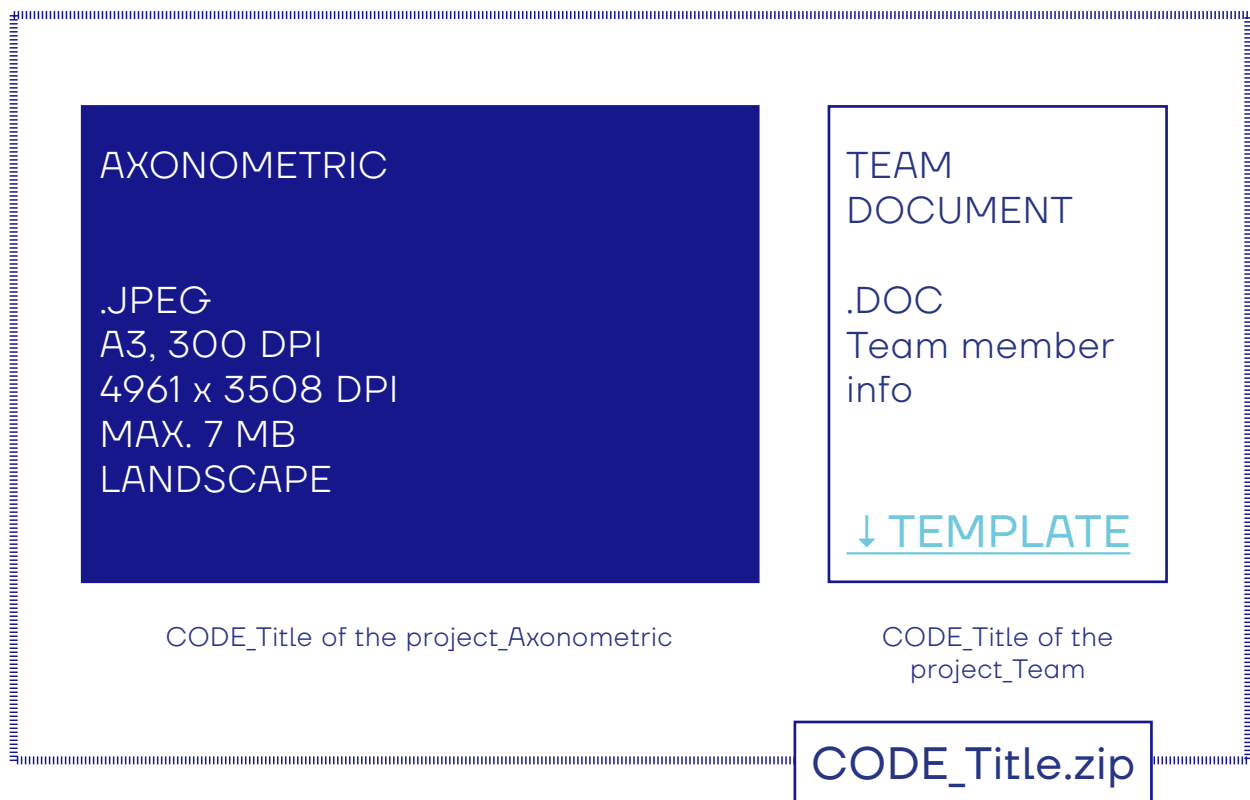 AXONOMETRIC
.JPEG
A3, 300 DPI
4961 x 3508 DPI
MAX. 7 MB
LANDSCAPE
CODE_Title of the project_Axonometric
TEAM
DOCUMENT
.DOC
Team member
info
↓ TEMPLATE
CODE_Title of the
project_Team
CODE_Title.zip